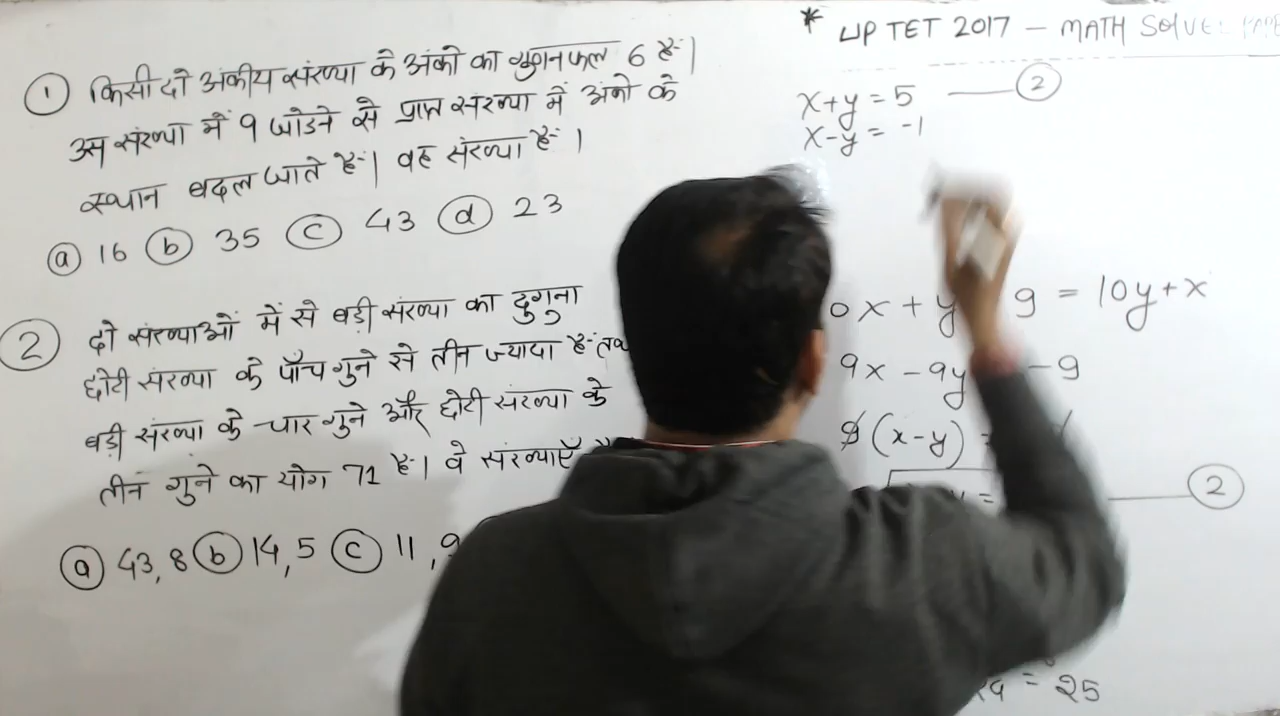 * UP TET 2017 – MATH SOLVE
① किसी दो अंकीय संख्या के अंको का गुणनफल 6 है।
उस संख्या में 9 जोडने से प्राप्त संख्या में अंको के
स्थान बदल जाते है। वह संख्या है।
ⓐ 16 ⓑ 35 ⓒ 43 ⓓ 23
② दो संख्याओं में से बड़ी संख्या का दुगुना
छोटी संख्या के पाँच गुने से तीन ज्यादा है
बड़ी संख्या के चार गुने और छोटी संख्या के
तीन गुने का योग 71 है। वे संख्याएँ
ⓐ 43, 8 ⓑ 14, 5 ⓒ 11, 9
x+y = 5 — ②
x-y = -1
0x + y 9 = 10y+x
9x - 9y -9
9 (x-y) =
= — ②
= 25